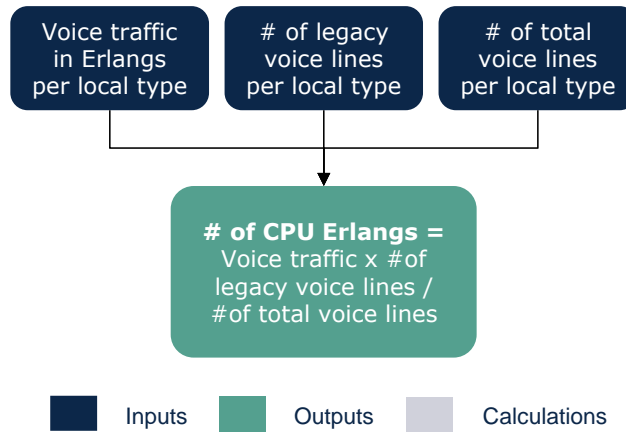 Voice traffic
in Erlangs
per local type
# of legacy
voice lines
per local type
# of total
voice lines
per local type
# of CPU Erlangs =
Voice traffic x #of
legacy voice lines /
#of total voice lines
Inputs
Outputs
Calculations